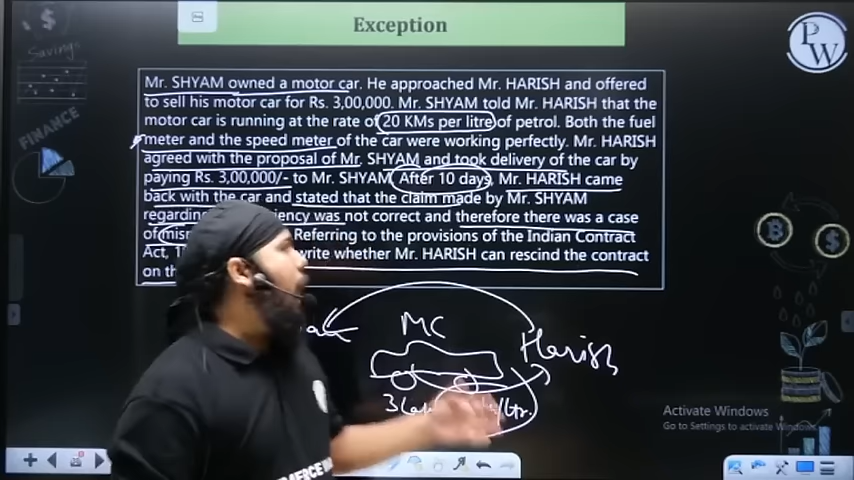 Exception
PW
Savings
FINANCE
Mr. SHYAM owned a motor car. He approached Mr. HARISH and offered
to sell his motor car for Rs. 3,00,000. Mr. SHYAM told Mr. HARISH that the
motor car is running at the rate of 20 KMs per litre of petrol. Both the fuel
meter and the speed meter of the car were working perfectly. Mr. HARISH
agreed with the proposal of Mr. SHYAM and took delivery of the car by
paying Rs. 3,00,000/- to Mr. SHYAM After 10 days, Mr. HARISH came
back with the car and stated that the claim made by Mr. SHYAM
was not correct and therefore there was a case
of Referring to the provisions of the Indian Contract
Act, write whether Mr. HARISH can rescind the contract
on
MC
Harish
Activate Windows
Go to Settings to activate Windows.